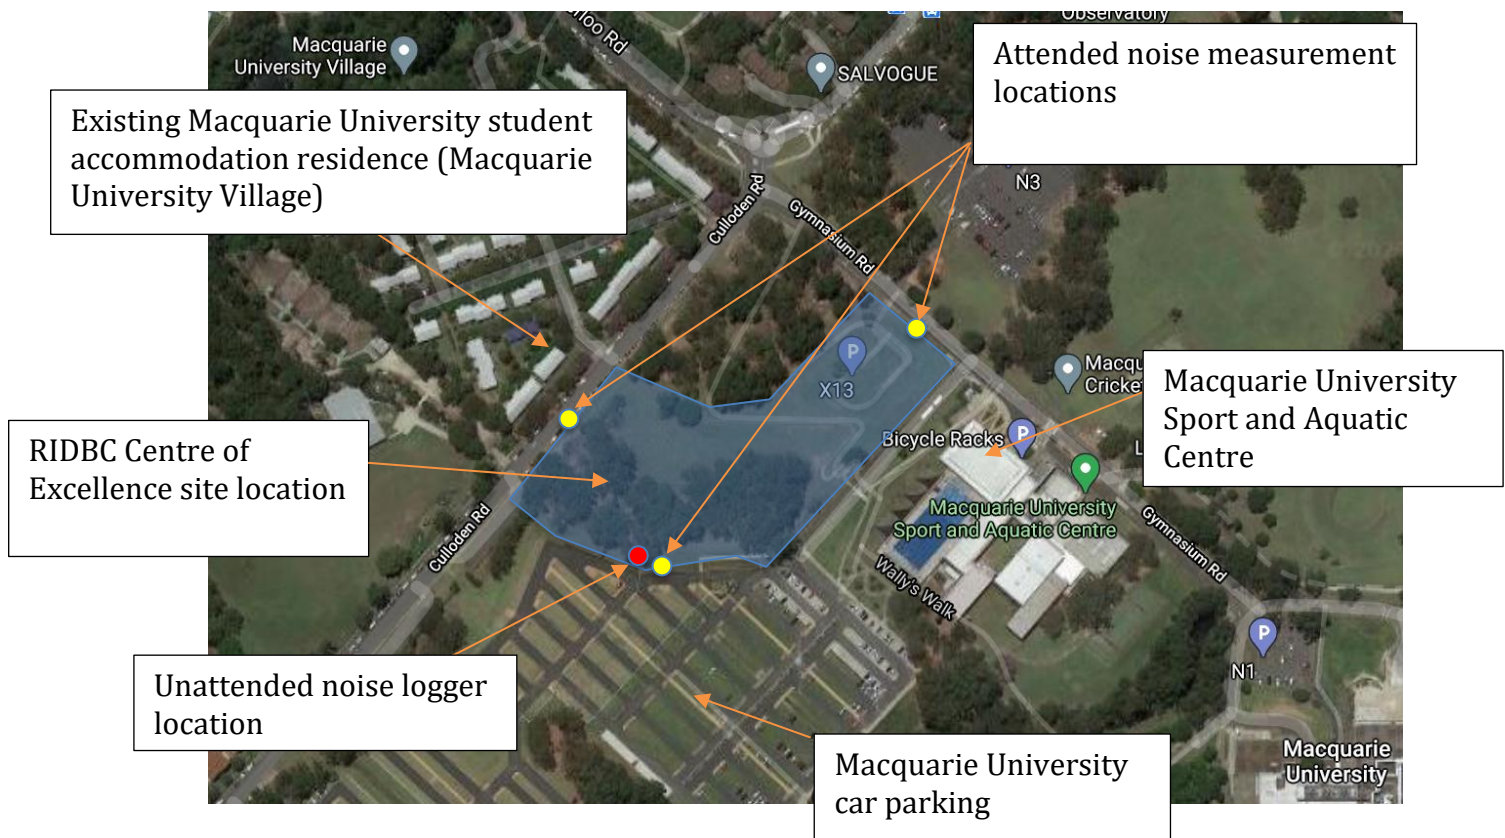 Observatory
Macquarie
University Village
loo Rd
SALVOGUE
Attended noise measurement
locations
Existing Macquarie University student
accommodation residence (Macquarie
University Village)
N3
Culloden Rd
Gymnasium Rd
P
X13
Macqu
Cricke
Macquarie University
Sport and Aquatic
Centre
RIDBC Centre of
Excellence site location
Bicycle Racks
P
L
Macquarie University
Sport and Aquatic Centre
Culloden Rd
Gymnasium Rd
Wally's Walk
Unattended noise logger
location
P
N1
Macquarie University
car parking
Macquarie
University